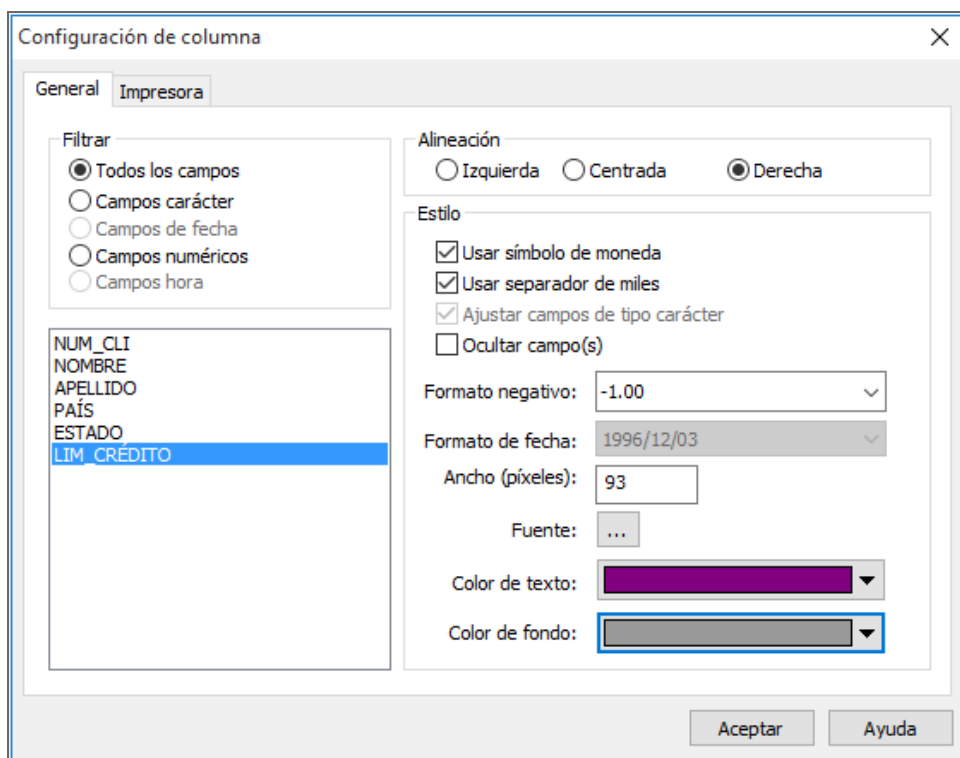 Configuración de columna
General
Impresora
Filtrar
Todos los campos
Campos carácter
Campos de fecha
Campos numéricos
Campos hora
NUM_CLI
NOMBRE
APELLIDO
PAÍS
ESTADO
LIM_CRÉDITO
Alineación
Izquierda
Centrada
Derecha
Estilo
Usar símbolo de moneda
Usar separador de miles
Ajustar campos de tipo carácter
Ocultar campo(s)
Formato negativo: -1.00
Formato de fecha: 1996/12/03
Ancho (píxeles): 93
Fuente: ...
Color de texto:
Color de fondo:
Aceptar
Ayuda